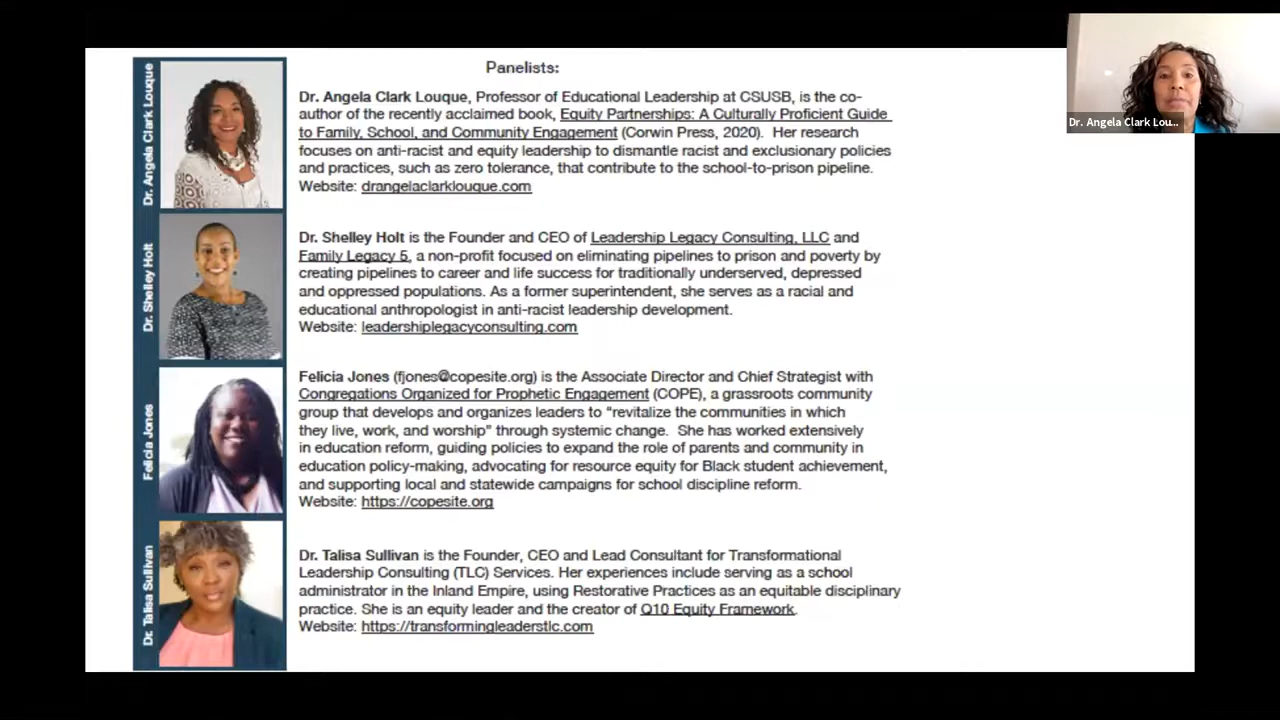 Panelists:
Dr. Angela Clark Louque
Dr. Angela Clark Louque, Professor of Educational Leadership at CSUSB, is the co-
author of the recently acclaimed book, Equity Partnerships: A Culturally Proficient Guide
to Family, School, and Community Engagement (Corwin Press, 2020). Her research
focuses on anti-racist and equity leadership to dismantle racist and exclusionary policies
and practices, such as zero tolerance, that contribute to the school-to-prison pipeline.
Website: drangelaclarklouque.com
Dr. Shelley Holt
Dr. Shelley Holt is the Founder and CEO of Leadership Legacy Consulting, LLC and
Family Legacy 5, a non-profit focused on eliminating pipelines to prison and poverty by
creating pipelines to career and life success for traditionally underserved, depressed
and oppressed populations. As a former superintendent, she serves as a racial and
educational anthropologist in anti-racist leadership development.
Website: leadershiplegacyconsulting.com
Felicia Jones
Felicia Jones (fjones@copesite.org) is the Associate Director and Chief Strategist with
Congregations Organized for Prophetic Engagement (COPE), a grassroots community
group that develops and organizes leaders to “revitalize the communities in which
they live, work, and worship” through systemic change. She has worked extensively
in education reform, guiding policies to expand the role of parents and community in
education policy-making, advocating for resource equity for Black student achievement,
and supporting local and statewide campaigns for school discipline reform.
Website: https://copesite.org
Dr. Talisa Sullivan
Dr. Talisa Sullivan is the Founder, CEO and Lead Consultant for Transformational
Leadership Consulting (TLC) Services. Her experiences include serving as a school
administrator in the Inland Empire, using Restorative Practices as an equitable disciplinary
practice. She is an equity leader and the creator of Q10 Equity Framework.
Website: https://transformingleaderstlc.com
Dr. Angela Clark Lou...